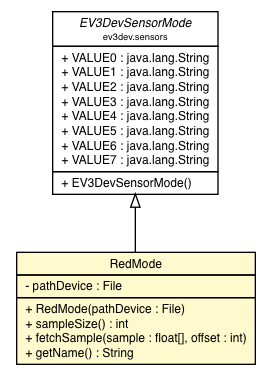 EV3DevSensorMode
ev3dev.sensors
+ VALUE0 : java.lang.String
+ VALUE1 : java.lang.String
+ VALUE2 : java.lang.String
+ VALUE3 : java.lang.String
+ VALUE4 : java.lang.String
+ VALUE5 : java.lang.String
+ VALUE6 : java.lang.String
+ VALUE7 : java.lang.String
+ EV3DevSensorMode()
RedMode
- pathDevice : File
+ RedMode(pathDevice : File)
+ sampleSize() : int
+ fetchSample(sample : float[], offset : int)
+ getName() : String